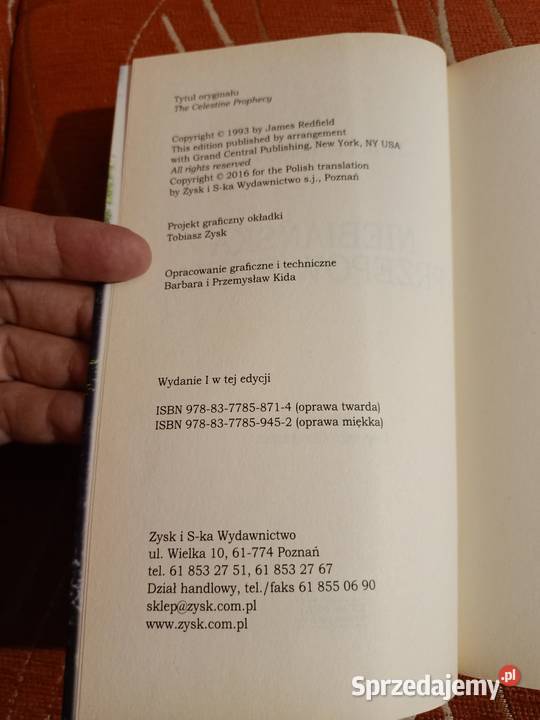 Tytuł oryginału
The Celestine Prophecy
Copyright © 1993 by James Redfield
This edition published by arrangement
with Grand Central Publishing, New York, NY USA
All rights reserved
Copyright © 2016 for the Polish translation
by Zysk i S-ka Wydawnictwo s.j., Poznań
Projekt graficzny okładki
Tobiasz Zysk
Opracowanie graficzne i techniczne
Barbara i Przemysław Kida
Wydanie I w tej edycji
ISBN 978-83-7785-871-4 (oprawa twarda)
ISBN 978-83-7785-945-2 (oprawa miękka)
Zysk i S-ka Wydawnictwo
ul. Wielka 10, 61-774 Poznań
tel. 61 853 27 51, 61 853 27 67
Dział handlowy, tel./faks 61 855 06 90
sklep@zysk.com.pl
www.zysk.com.pl
Sprzedajemy.pl